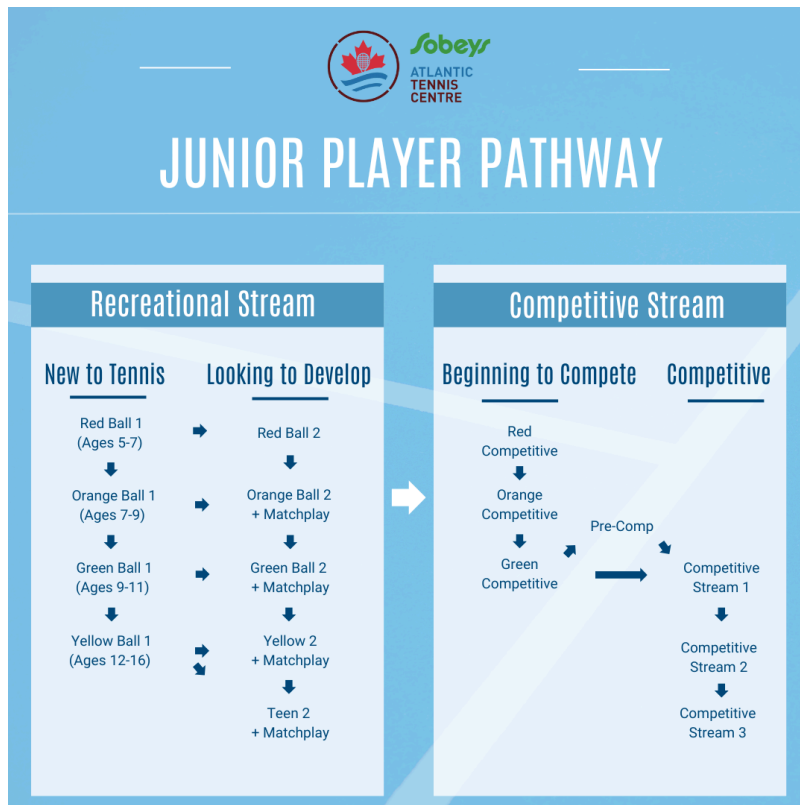 Sobeys
ATLANTIC
TENNIS
CENTRE
JUNIOR PLAYER PATHWAY
Recreational Stream
New to Tennis
Looking to Develop
Red Ball 1
(Ages 5-7)
Red Ball 2
Orange Ball 1
(Ages 7-9)
Orange Ball 2
+ Matchplay
Green Ball 1
(Ages 9-11)
Green Ball 2
+ Matchplay
Yellow Ball 1
(Ages 12-16)
Yellow 2
+ Matchplay
Teen 2
+ Matchplay
Competitive Stream
Beginning to Compete
Competitive
Red
Competitive
Orange
Competitive
Green
Competitive
Pre-Comp
Competitive
Stream 1
Competitive
Stream 2
Competitive
Stream 3